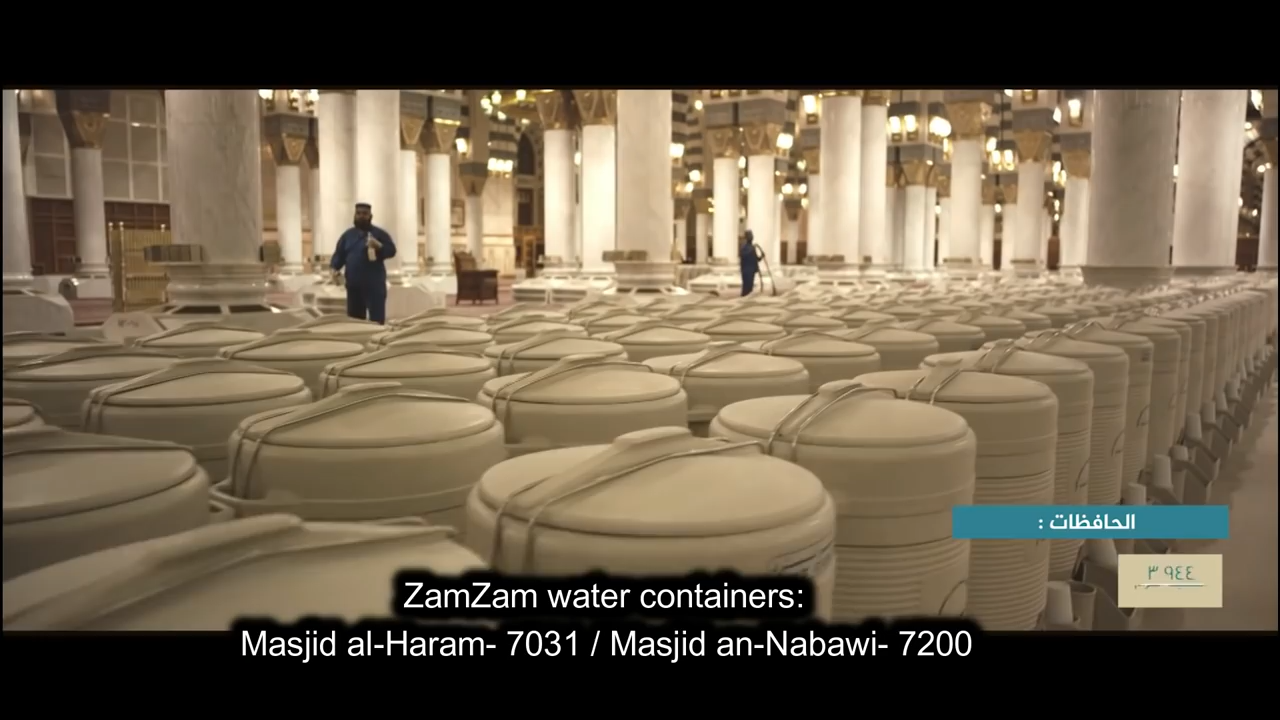 الحافظات :
٣٩٤٤
ZamZam water containers:
Masjid al-Haram- 7031 / Masjid an-Nabawi- 7200